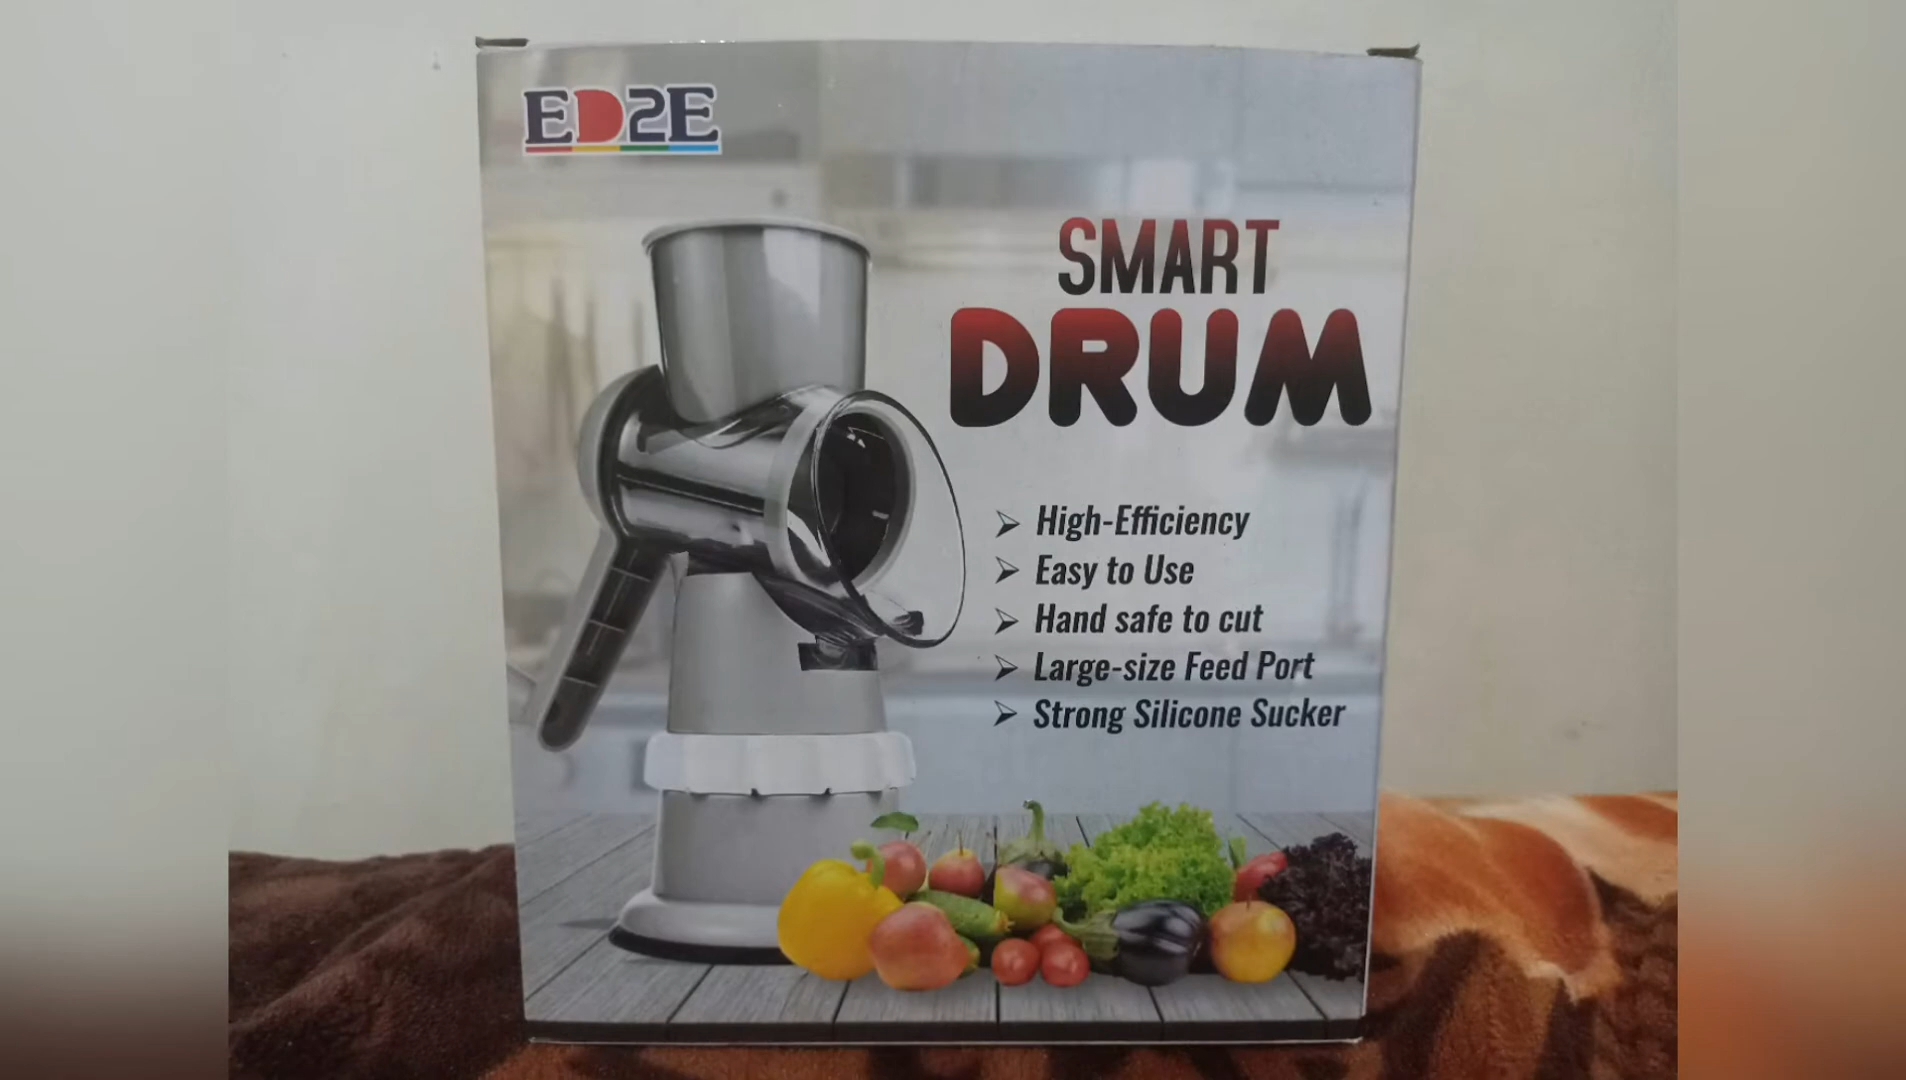 ED2E
SMART
DRUM
High-Efficiency
Easy to Use
Hand safe to cut
Large-size Feed Port
Strong Silicone Sucker